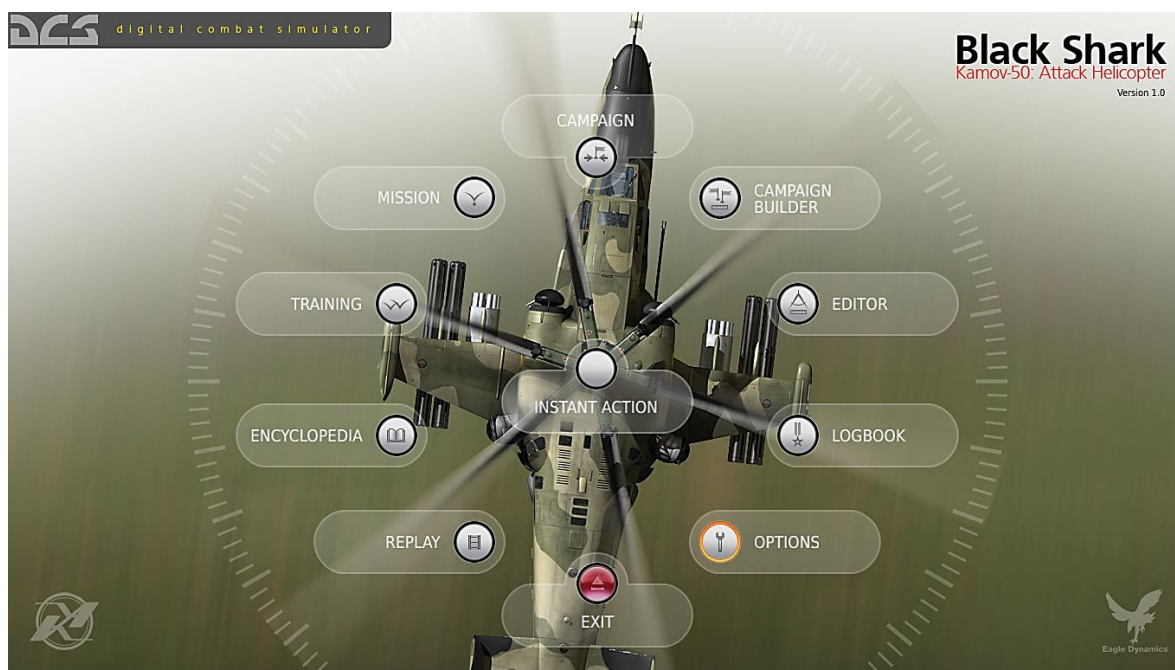 DCS digital combat simulator
Black Shark
Kamov-50: Attack Helicopter
Version 1.0
CAMPAIGN
MISSION
CAMPAIGN
BUILDER
TRAINING
EDITOR
INSTANT ACTION
ENCYCLOPEDIA
LOGBOOK
REPLAY
OPTIONS
EXIT
Eagle Dynamics